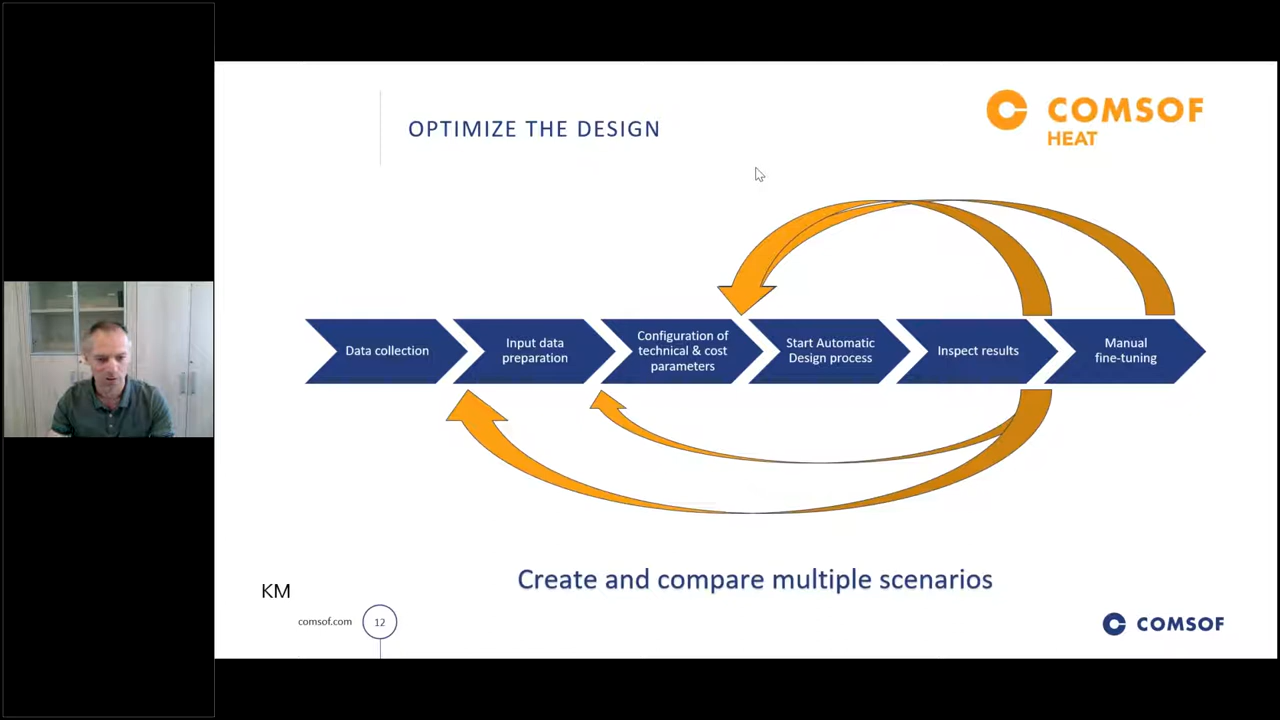 OPTIMIZE THE DESIGN
COMSOF
HEAT
Data collection
Input data
preparation
Configuration of
technical & cost
parameters
Start Automatic
Design process
Inspect results
Manual
fine-tuning
Create and compare multiple scenarios
KM
comsof.com
12
COMSOF